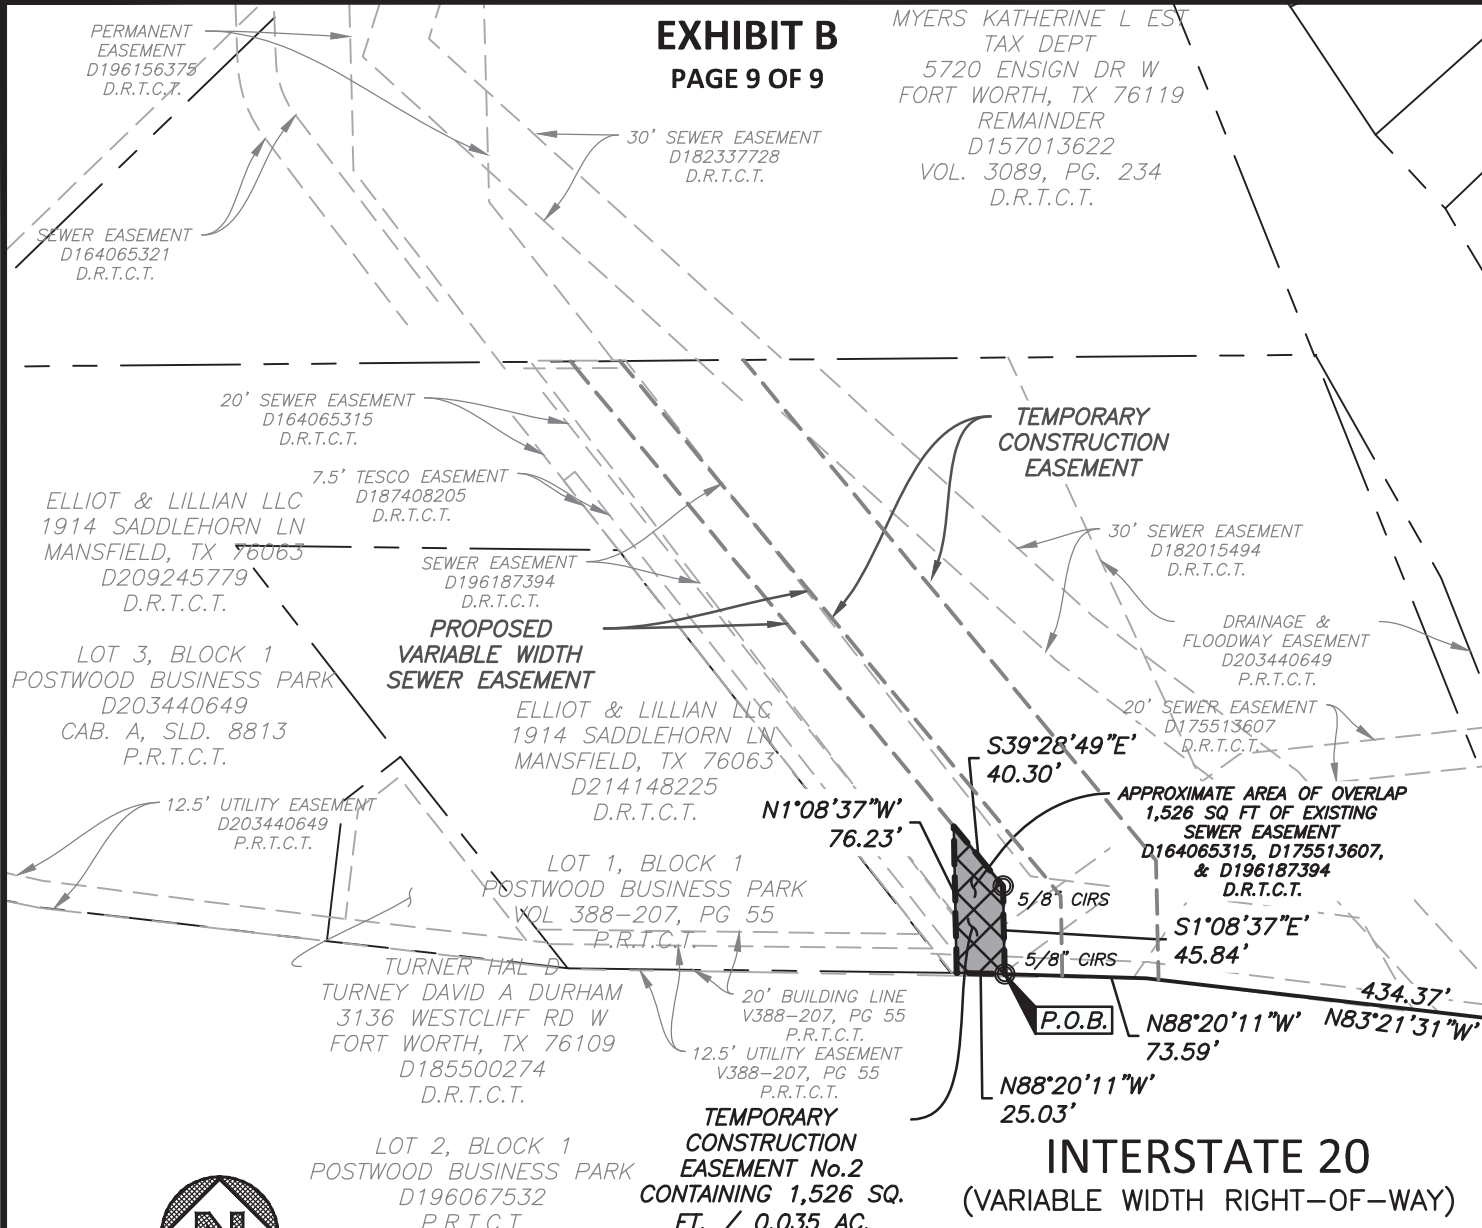 EXHIBIT B
PAGE 9 OF 9
MYERS KATHERINE L EST
TAX DEPT
5720 ENSIGN DR W
FORT WORTH, TX 76119
REMAINDER
D157013622
VOL. 3089, PG. 234
D.R.T.C.T.
PERMANENT
EASEMENT
D196156375
D.R.T.C.T.
30' SEWER EASEMENT
D182337728
D.R.T.C.T.
SEWER EASEMENT
D164065321
D.R.T.C.T.
20' SEWER EASEMENT
D164065315
D.R.T.C.T.
TEMPORARY
CONSTRUCTION
EASEMENT
7.5' TESCO EASEMENT
D187408205
D.R.T.C.T.
ELLIOT & LILLIAN LLC
1914 SADDLEHORN LN
MANSFIELD, TX 76063
D209245779
D.R.T.C.T.
LOT 3, BLOCK 1
POSTWOOD BUSINESS PARK
D203440649
CAB. A, SLD. 8813
P.R.T.C.T.
SEWER EASEMENT
D196187394
D.R.T.C.T.
PROPOSED
VARIABLE WIDTH
SEWER EASEMENT
30' SEWER EASEMENT
D182015494
D.R.T.C.T.
DRAINAGE &
FLOODWAY EASEMENT
D203440649
P.R.T.C.T.
20' SEWER EASEMENT
D175513607
D.R.T.C.T.
ELLIOT & LILLIAN LLC
1914 SADDLEHORN LN
MANSFIELD, TX 76063
D214148225
D.R.T.C.T.
LOT 1, BLOCK 1
POSTWOOD BUSINESS PARK
VOL 388-207, PG 55
P.R.T.C.T.
S39°28'49"E'
40.30'
N1°08'37"W'
76.23'
APPROXIMATE AREA OF OVERLAP
1,526 SQ FT OF EXISTING
SEWER EASEMENT
D164065315, D175513607,
& D196187394
D.R.T.C.T.
12.5' UTILITY EASEMENT
D203440649
P.R.T.C.T.
5/8" CIRS
S1°08'37"E'
45.84'
5/8" CIRS
TURNER HAL D
TURNEY DAVID A DURHAM
3136 WESTCLIFF RD W
FORT WORTH, TX 76109
D185500274
D.R.T.C.T.
LOT 2, BLOCK 1
POSTWOOD BUSINESS PARK
D196067532
P.R.T.C.T.
20' BUILDING LINE
V388-207, PG 55
P.R.T.C.T.
12.5' UTILITY EASEMENT
V388-207, PG 55
P.R.T.C.T.
P.O.B.
N88°20'11"W'
73.59'
434.37'
N83°21'31"W'
N88°20'11"W'
25.03'
TEMPORARY
CONSTRUCTION
EASEMENT No.2
CONTAINING 1,526 SQ.
FT. / 0.035 AC.
INTERSTATE 20
(VARIABLE WIDTH RIGHT-OF-WAY)
N